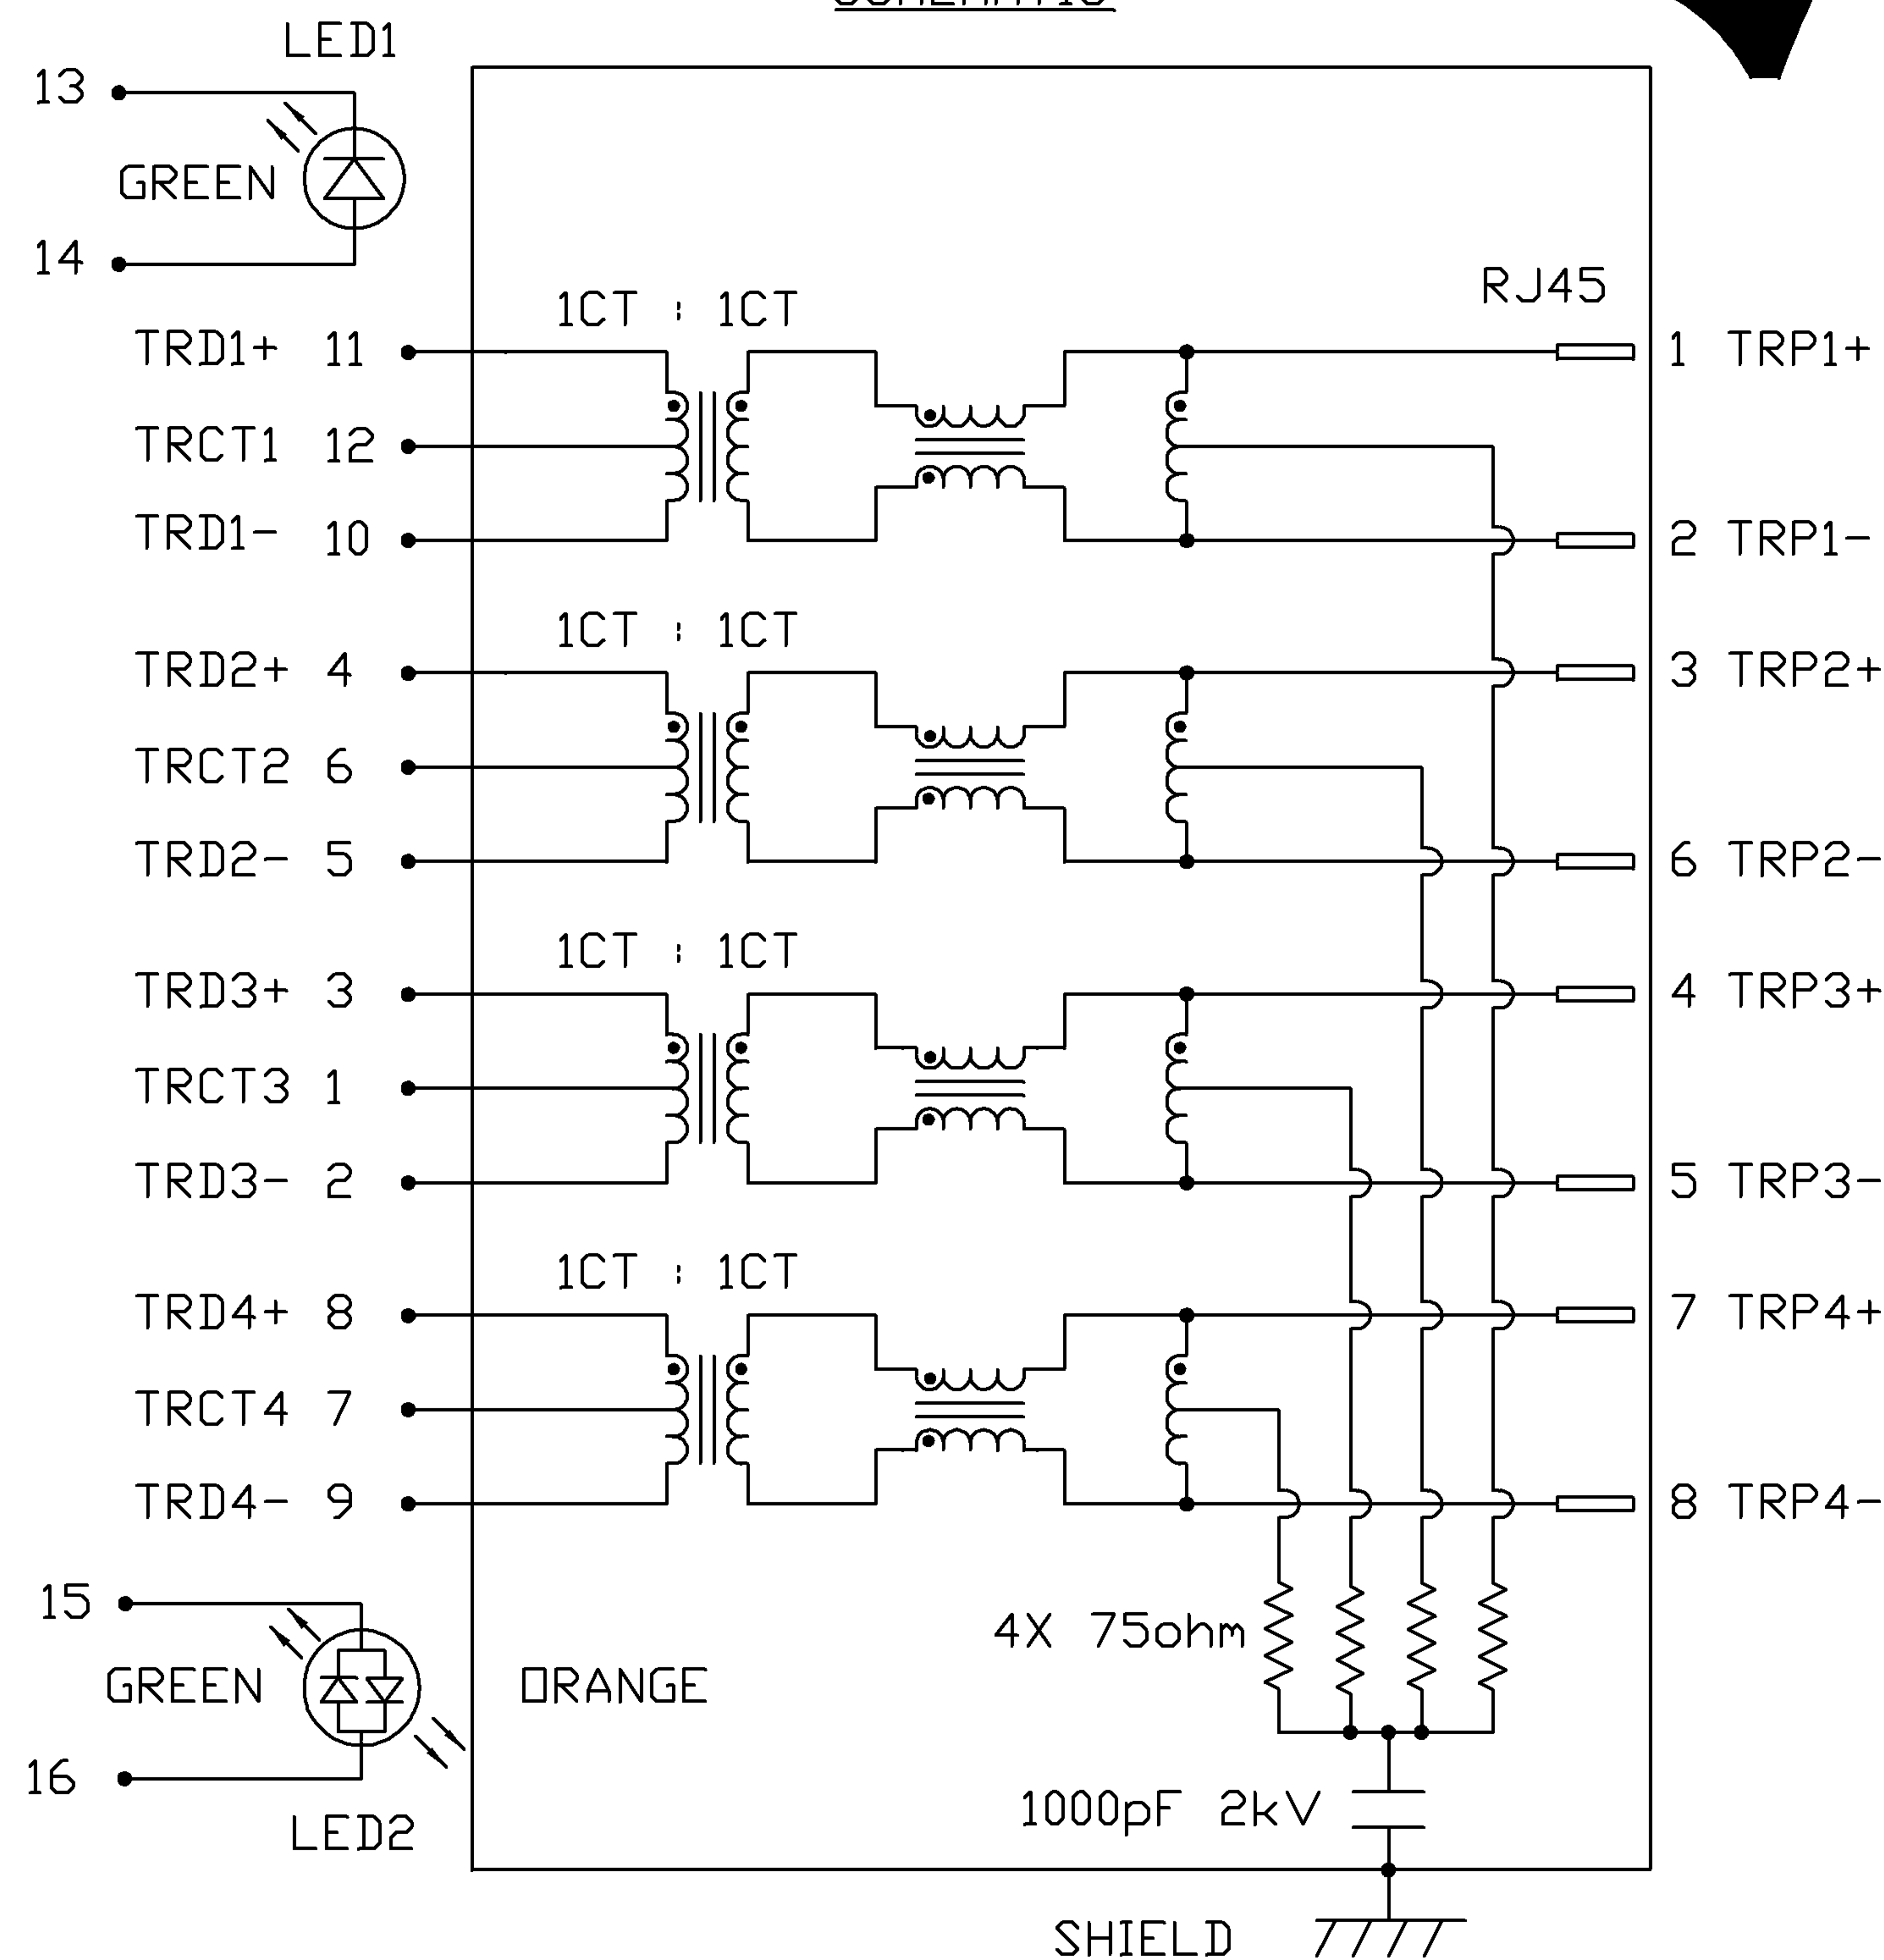 SCHEMATIC
LED1
13
GREEN
14
RJ45
1CT : 1CT
TRD1+ 11
1 TRP1+
TRCT1 12
TRD1- 10
2 TRP1-
1CT : 1CT
TRD2+ 4
3 TRP2+
TRCT2 6
TRD2- 5
6 TRP2-
1CT : 1CT
TRD3+ 3
4 TRP3+
TRCT3 1
TRD3- 2
5 TRP3-
1CT : 1CT
TRD4+ 8
7 TRP4+
TRCT4 7
TRD4- 9
8 TRP4-
15
4X 75ohm
GREEN
ORANGE
16
1000pF 2kV
LED2
SHIELD